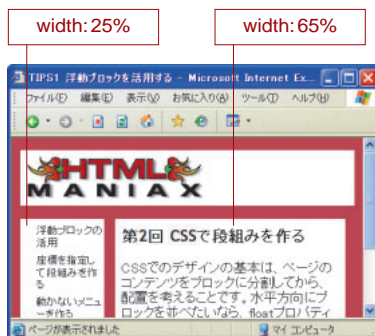 width:25%
width:65%
TIPS1 浮動ブロックを活用する - Microsoft Internet Ex...
ファイル(F) 編集(E) 表示(V) お気に入り(A) ツール(T) ヘルプ(H)
HTML
MANIAX
浮動ブロックの
活用
座標を指定し
て段組みを作
る
動かないメニュ
ーを作る
第2回 CSSで段組みを作る
CSSでのデザインの基本は、ページの
コンテンツをブロックに分割してから、
配置を考えることです。水平方向にブ
ロックを並べたいなら、floatプロパティ
ページが表示されました
マイ コンピュータ